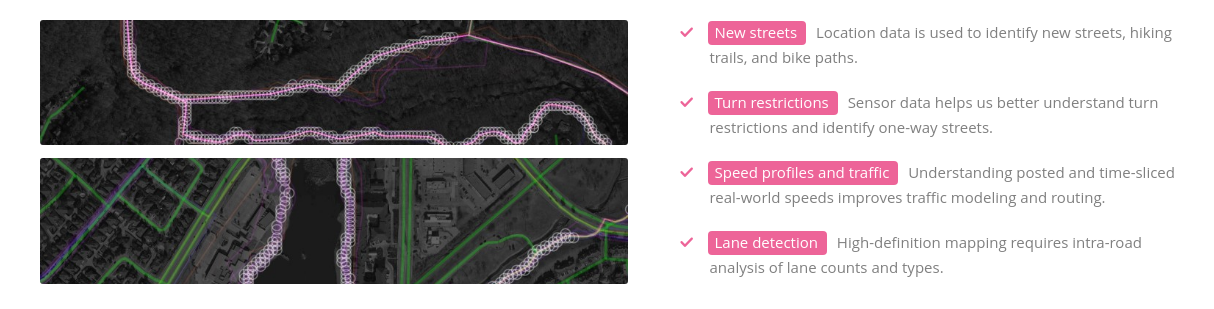 New streets Location data is used to identify new streets, hiking
trails, and bike paths.
Turn restrictions Sensor data helps us better understand turn
restrictions and identify one-way streets.
Speed profiles and traffic Understanding posted and time-sliced
real-world speeds improves traffic modeling and routing.
Lane detection High-definition mapping requires intra-road
analysis of lane counts and types.